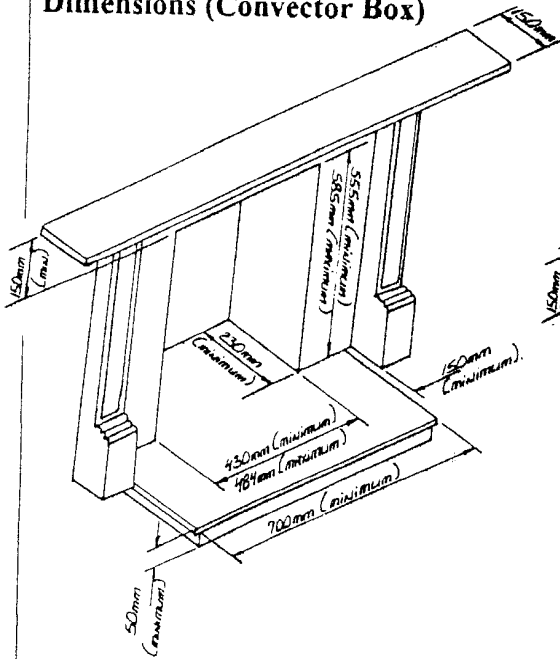 Dimensions (Convector Box)
150mm
555mm (minimum)
585mm (maximum)
150mm
(min)
150mm
230mm
(minimum)
150mm
(minimum)
430mm (minimum)
484mm (maximum)
700mm (minimum)
50mm
(minimum)